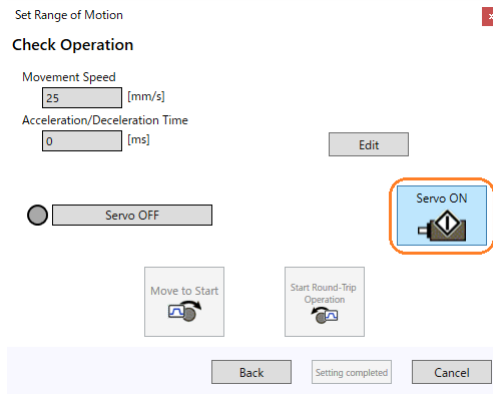 Set Range of Motion
Check Operation
Movement Speed
25 [mm/s]
Acceleration/Deceleration Time
0 [ms]
Edit
Servo ON
Servo OFF
Move to Start
Start Round-Trip
Operation
Back
Setting completed
Cancel